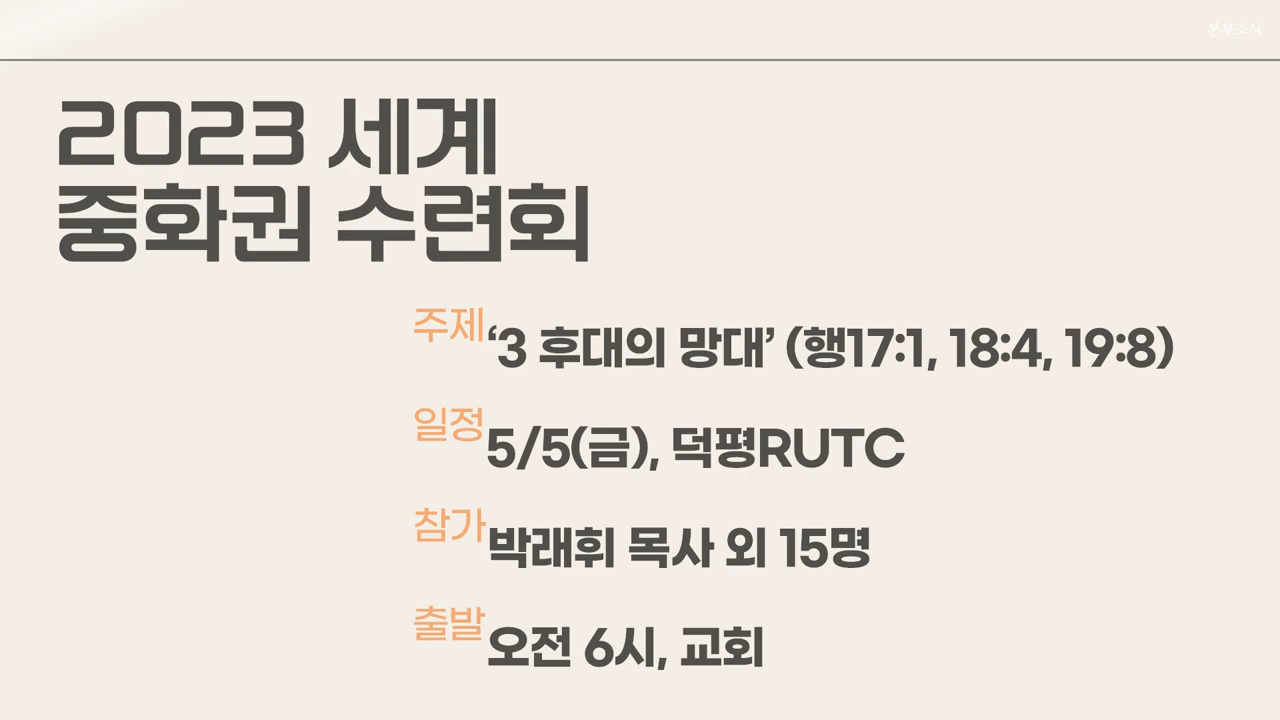 본부소식
2023 세계
중화권 수련회
주제 ‘3 후대의 망대’ (행17:1, 18:4, 19:8)
일정 5/5(금), 덕평RUTC
참가 박래휘 목사 외 15명
출발 오전 6시, 교회